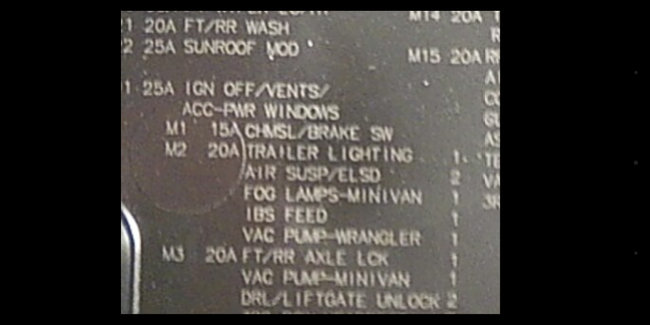 1 20A FT/RR WASH
2 25A SUNROOF MOD
1 25A IGN OFF/VENTS/
ACC-PWR WINDOWS
M1 15A CHMSL/BRAKE SW
M2 20A TRAILER LIGHTING 1
AIR SUSP/ELSD 2
FOG LAMPS-MINIVAN 1
IBS FEED 1
VAC PUMP-WRANGLER 1
M3 20A FT/RR AXLE LCK 1
VAC PUMP-MINIVAN 1
DRL/LIFTGATE UNLOCK 2
M14 20A
M15 20A